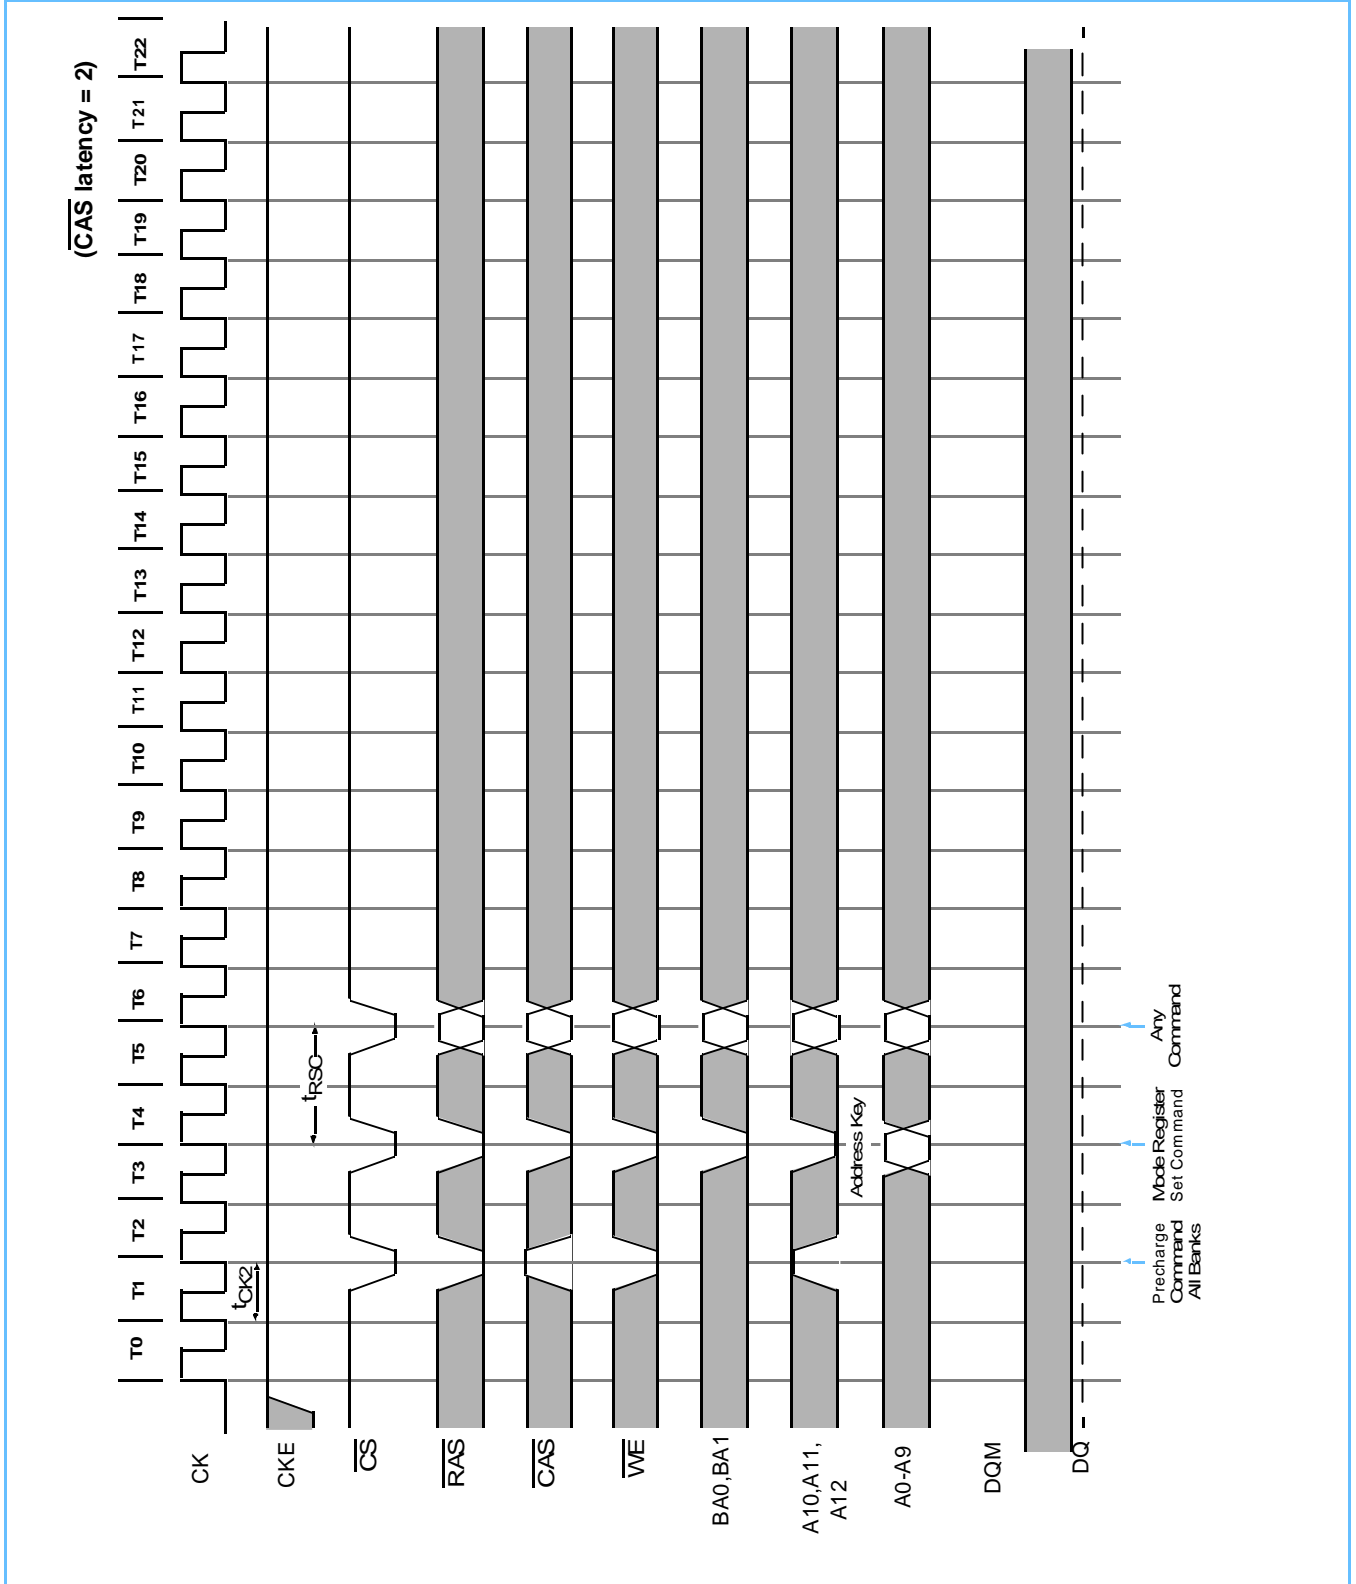 (CAS latency = 2)
T0 T1 T2 T3 T4 T5 T6 T7 T8 T9 T10 T11 T12 T13 T14 T15 T16 T17 T18 T19 T20 T21 T22
CK
tCK2
CKE
tRSC
CS
RAS
CAS
WE
BA0,BA1
A10,A11,
A12
Address Key
A0-A9
DQM
DQ
Precharge
Command
All Banks
Mode Register
Set Command
Any
Command